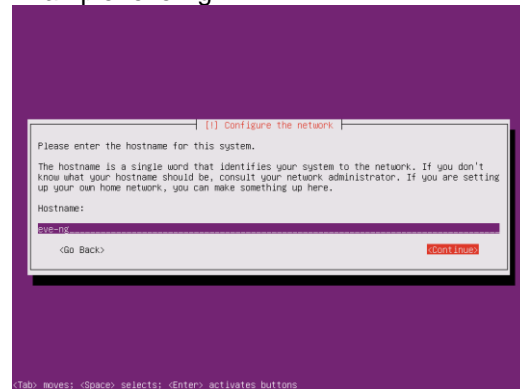 [!] Configure the network
Please enter the hostname for this system.
The hostname is a single word that identifies your system to the network. If you don't
know what your hostname should be, consult your network administrator. If you are setting
up your own home network, you can make something up here.
Hostname:
eve-ng
<Go Back> <Continue>
<Tab> moves; <Space> selects; <Enter> activates buttons